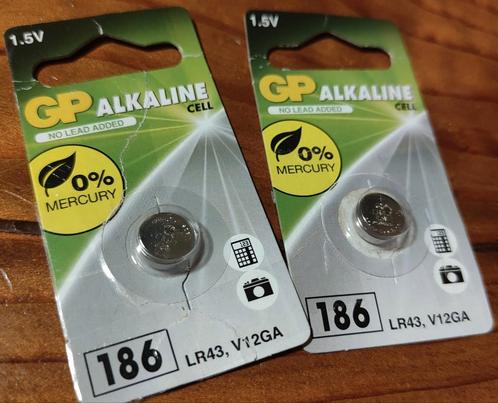 1.5V
GP ALKALINE
CELL
NO LEAD ADDED
0%
MERCURY
186
LR43, V12GA
1.5V
GP ALKALINE
CELL
NO LEAD ADDED
0%
MERCURY
186
LR43, V12GA